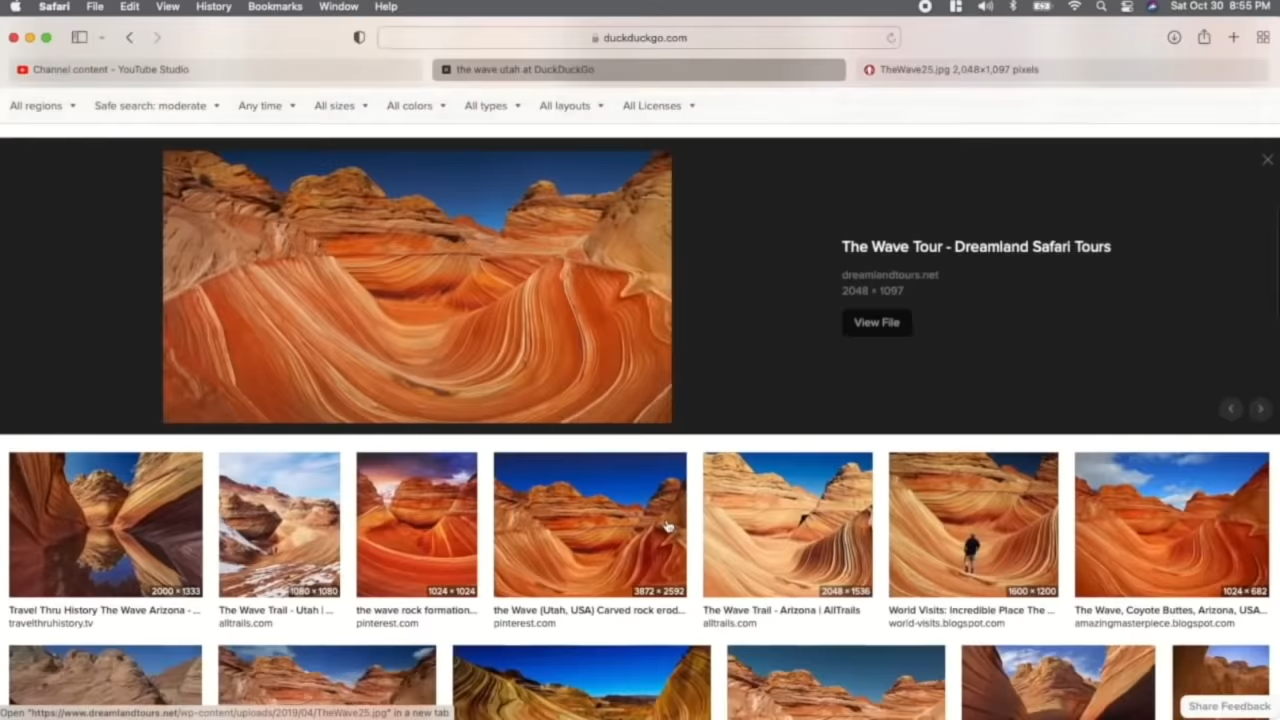 Safari File Edit View History Bookmarks Window Help Sat Oct 30 8:55 PM
duckduckgo.com
Channel content - YouTube Studio the wave utah at DuckDuckGo TheWave25.jpg 2,048×1,097 pixels
All regions Safe search: moderate Any time All sizes All colors All types All layouts All Licenses
The Wave Tour - Dreamland Safari Tours
dreamlandtours.net
2048 × 1097
View File
2000 × 1333 1080 × 1080 1024 × 1024 3872 × 2592 2048 × 1536 1600 × 1200 1024 × 682
Travel Thru History The Wave Arizona - ... The Wave Trail - Utah | ... the wave rock formation... the Wave (Utah, USA) Carved rock erod... The Wave Trail - Arizona | AllTrails World Visits: Incredible Place The ... The Wave, Coyote Buttes, Arizona, USA...
travelthruhistory.tv alltrails.com pinterest.com pinterest.com alltrails.com world-visits.blogspot.com amazingmasterpiece.blogspot.com
Share Feedback
Open "https://www.dreamlandtours.net/wp-content/uploads/2019/04/TheWave25.jpg" in a new tab